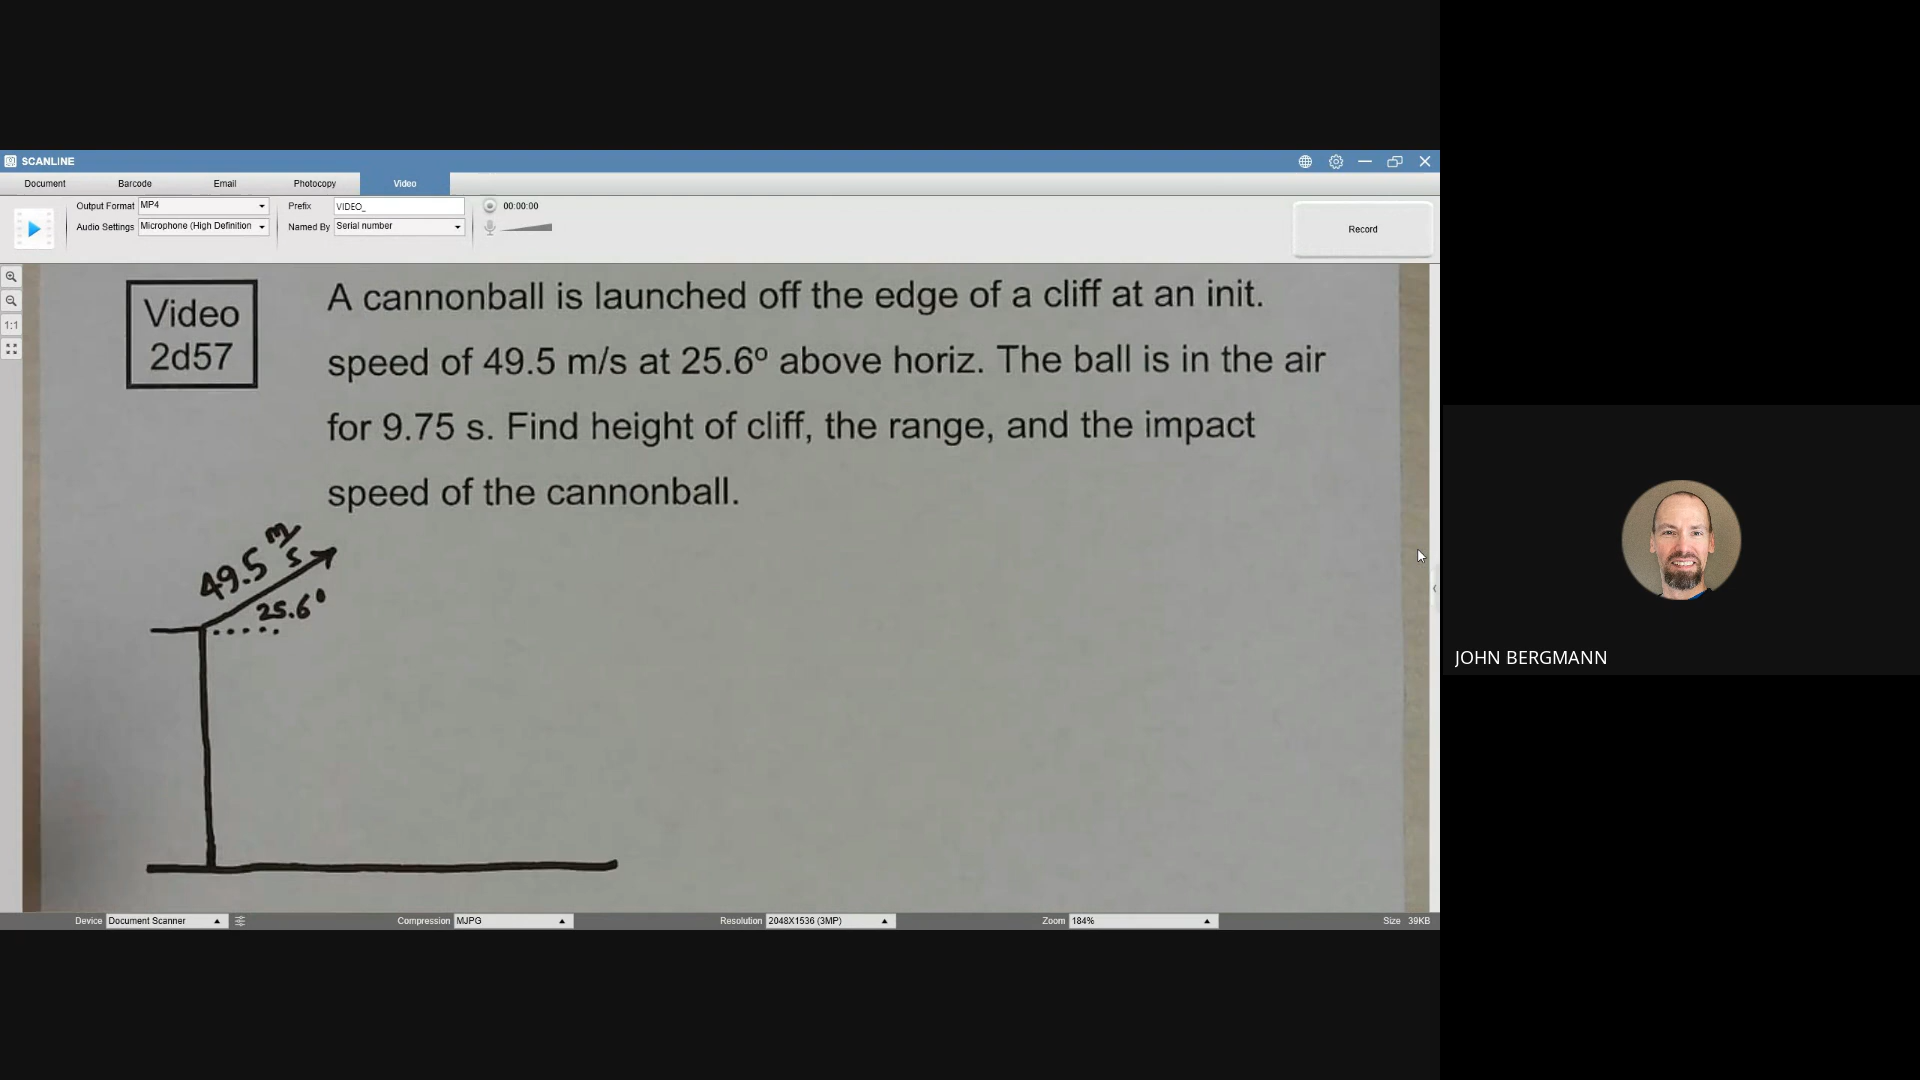 SCANLINE
Document Barcode Email Photocopy Video
Output Format MP4 Prefix VIDEO_ 00:00:00
Audio Settings Microphone (High Definition Named By Serial number
Record
1:1
Video
2d57
A cannonball is launched off the edge of a cliff at an init.
speed of 49.5 m/s at 25.6º above horiz. The ball is in the air
for 9.75 s. Find height of cliff, the range, and the impact
speed of the cannonball.
49.5 m/s
25.6°
JOHN BERGMANN
Device Document Scanner Compression MJPG Resolution 2048X1536 (3MP) Zoom 184% Size 39KB